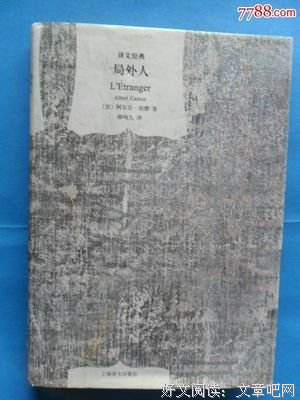 7788.com
译文经典
局外人
L'Étranger
Albert Camus
〔法〕阿尔贝·加缪 著
柳鸣九 译
上海译文出版社
好文阅读：文章吧网